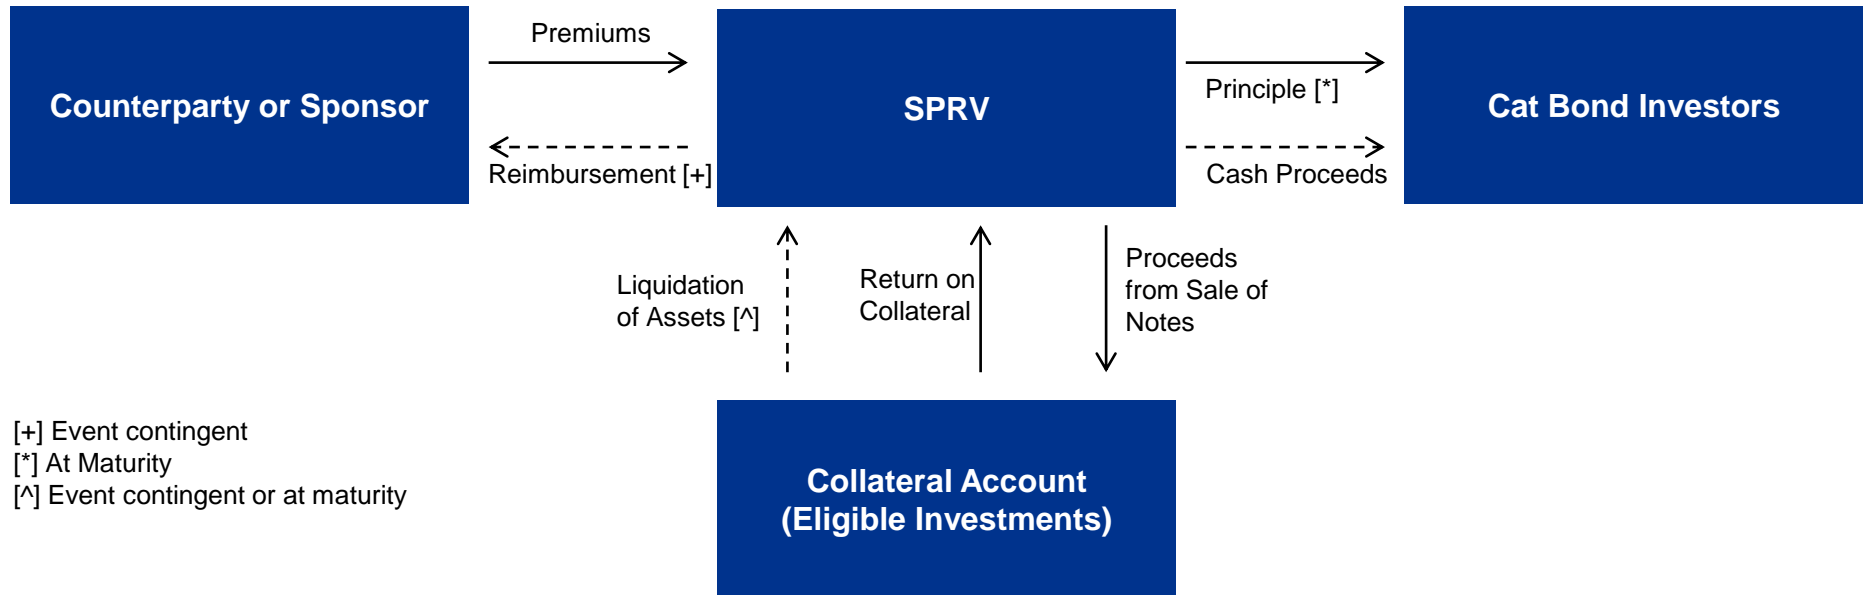 Premiums
Counterparty or Sponsor
SPRV
Principle [*]
Cat Bond Investors
Reimbursement [+]
Cash Proceeds
Liquidation
of Assets [^]
Return on
Collateral
Proceeds
from Sale of
Notes
[+] Event contingent
[*] At Maturity
[^] Event contingent or at maturity
Collateral Account
(Eligible Investments)